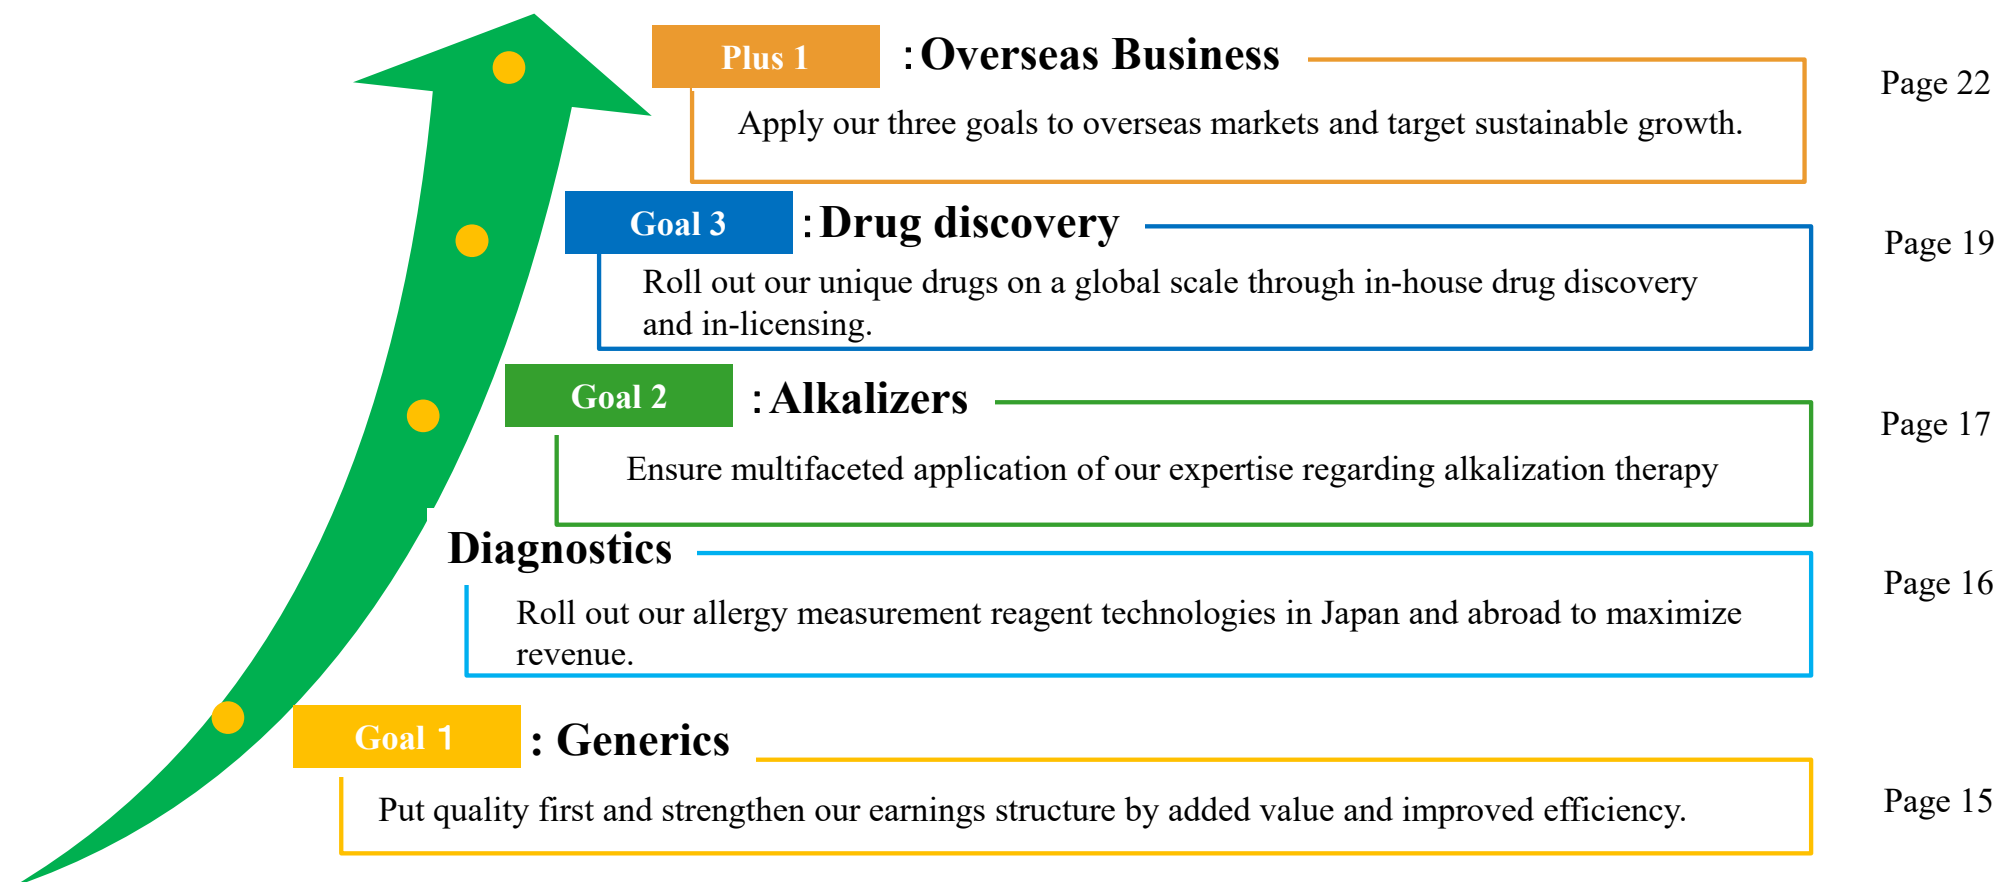 Plus 1 :Overseas Business
Page 22
Apply our three goals to overseas markets and target sustainable growth.
Goal 3 :Drug discovery
Page 19
Roll out our unique drugs on a global scale through in-house drug discovery
and in-licensing.
Goal 2 :Alkalizers
Page 17
Ensure multifaceted application of our expertise regarding alkalization therapy
Diagnostics
Page 16
Roll out our allergy measurement reagent technologies in Japan and abroad to maximize
revenue.
Goal 1 : Generics
Page 15
Put quality first and strengthen our earnings structure by added value and improved efficiency.